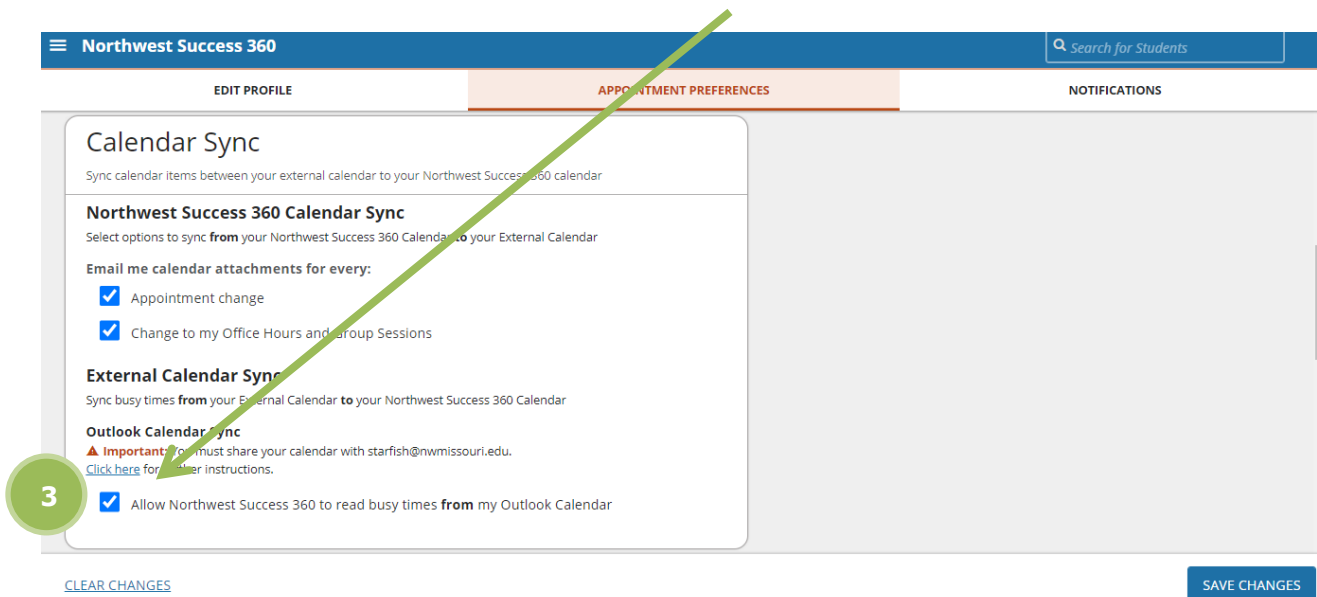 Northwest Success 360
Search for Students
EDIT PROFILE
APPOINTMENT PREFERENCES
NOTIFICATIONS
Calendar Sync
Sync calendar items between your external calendar to your Northwest Success 360 calendar
Northwest Success 360 Calendar Sync
Select options to sync from your Northwest Success 360 Calendar to your External Calendar
Email me calendar attachments for every:
Appointment change
Change to my Office Hours and Group Sessions
External Calendar Sync
Sync busy times from your External Calendar to your Northwest Success 360 Calendar
Outlook Calendar Sync
Important: You must share your calendar with starfish@nwmissouri.edu.
Click here for further instructions.
3
Allow Northwest Success 360 to read busy times from my Outlook Calendar
CLEAR CHANGES
SAVE CHANGES